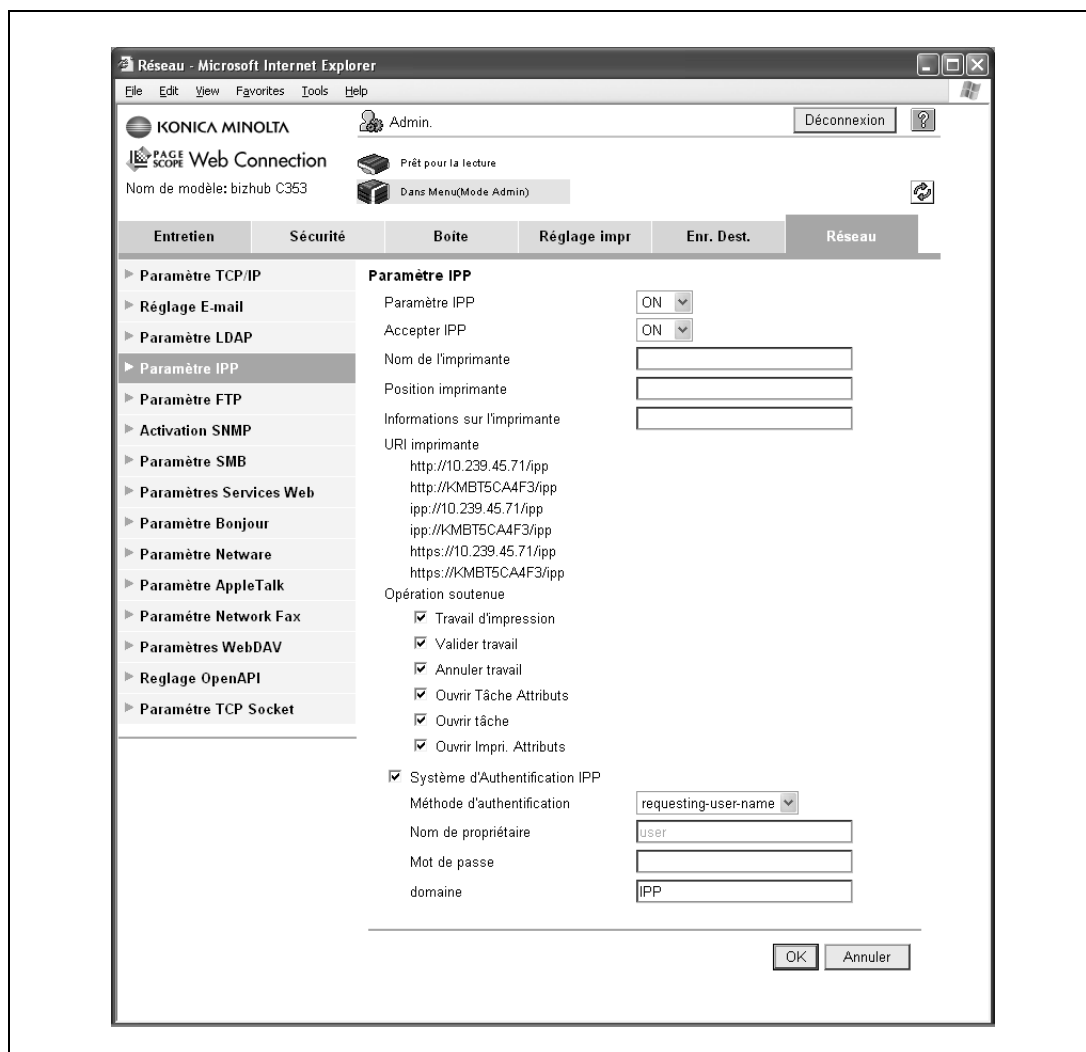 Réseau - Microsoft Internet Explorer
File Edit View Favorites Tools Help
KONICA MINOLTA
Admin.
Déconnexion
?
PAGE SCOPE Web Connection
Prêt pour la lecture
Nom de modèle: bizhub C353
Dans Menu(Mode Admin)
Entretien Sécurité Boîte Réglage impr Enr. Dest. Réseau
Paramètre TCP/IP
Réglage E-mail
Paramètre LDAP
Paramètre IPP
Paramètre FTP
Activation SNMP
Paramètre SMB
Paramètres Services Web
Paramètre Bonjour
Paramètre Netware
Paramètre AppleTalk
Paramétre Network Fax
Paramètres WebDAV
Reglage OpenAPI
Paramétre TCP Socket
Paramètre IPP
Paramètre IPP ON
Accepter IPP ON
Nom de l'imprimante
Position imprimante
Informations sur l'imprimante
URI imprimante
http://10.239.45.71/ipp
http://KMBT5CA4F3/ipp
ipp://10.239.45.71/ipp
ipp://KMBT5CA4F3/ipp
https://10.239.45.71/ipp
https://KMBT5CA4F3/ipp
Opération soutenue
Travail d'impression
Valider travail
Annuler travail
Ouvrir Tâche Attributs
Ouvrir tâche
Ouvrir Impri. Attributs
Système d'Authentification IPP
Méthode d'authentification requesting-user-name
Nom de propriétaire user
Mot de passe
domaine IPP
OK Annuler